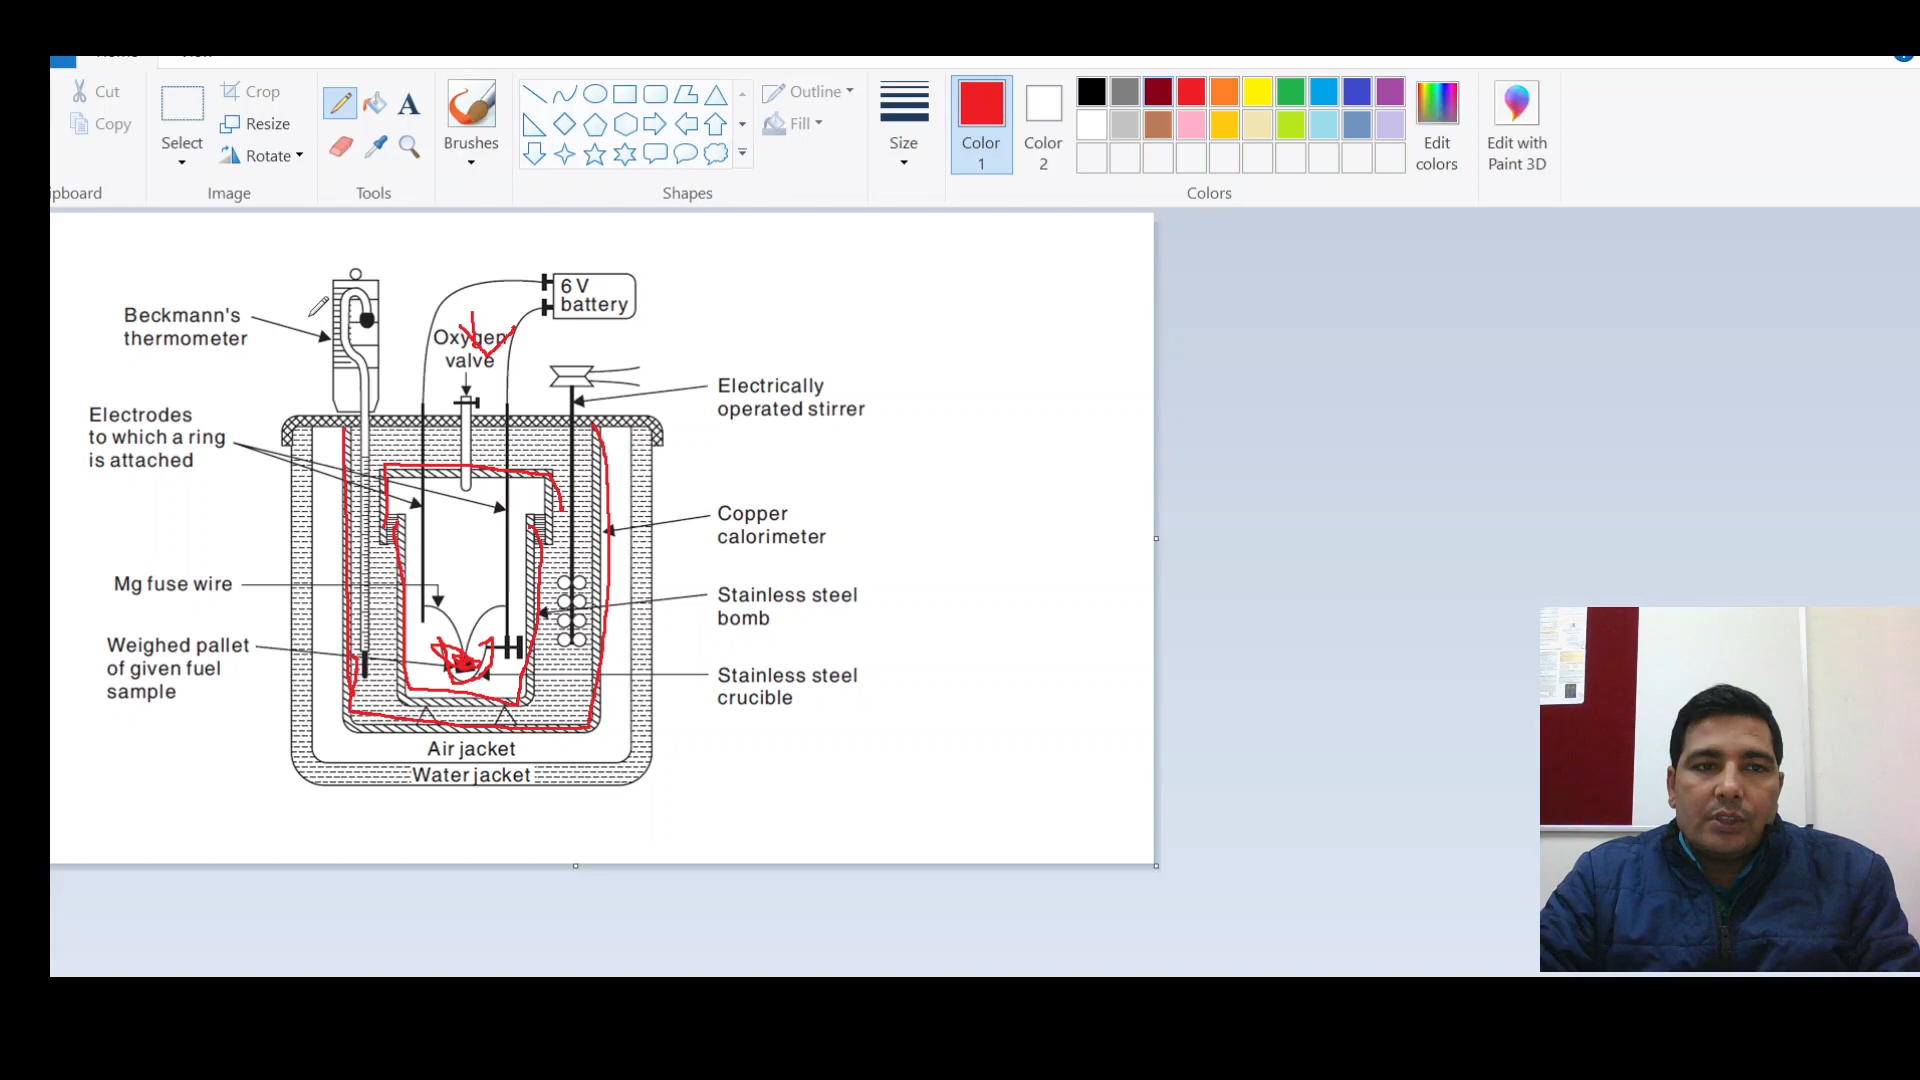 Cut
Copy
Select
Crop
Resize
Rotate
Brushes
Outline
Fill
Size
Color
1
Color
2
Edit
colors
Edit with
Paint 3D
ipboard
Image
Tools
Shapes
Colors
6 V
battery
Beckmann's
thermometer
Oxygen
valve
Electrodes
to which a ring
is attached
Electrically
operated stirrer
Copper
calorimeter
Mg fuse wire
Stainless steel
bomb
Weighed pallet
of given fuel
sample
Stainless steel
crucible
Air jacket
Water jacket